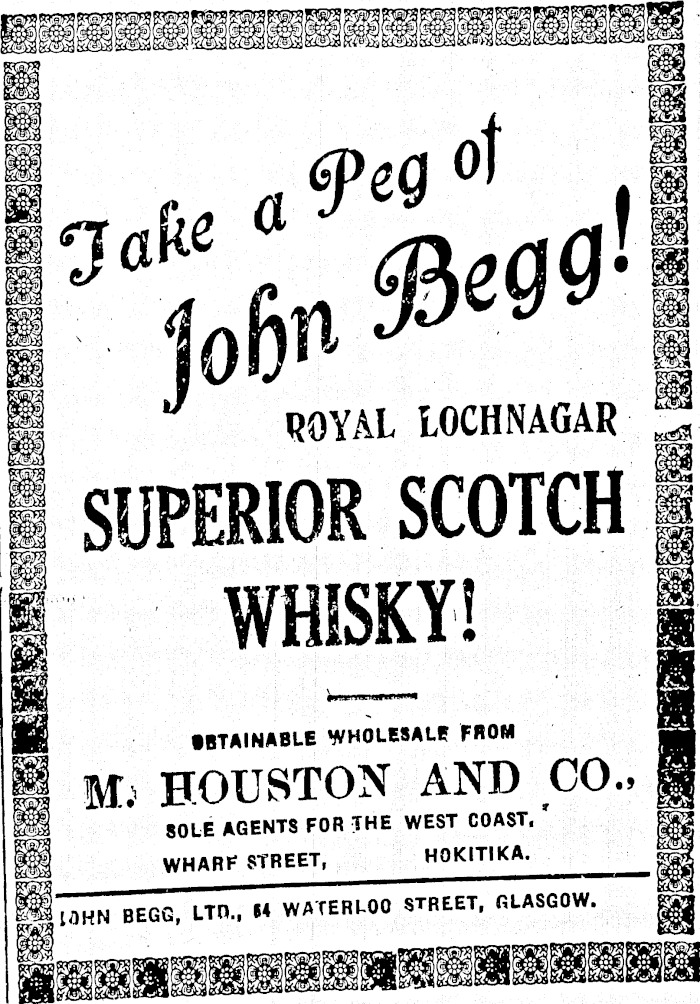 Take a Peg of
John Begg!
ROYAL LOCHNAGAR
SUPERIOR SCOTCH
WHISKY!
OBTAINABLE WHOLESALE FROM
M. HOUSTON AND CO.,
SOLE AGENTS FOR THE WEST COAST,
WHARF STREET, HOKITIKA.
JOHN BEGG, LTD., 64 WATERLOO STREET, GLASGOW.